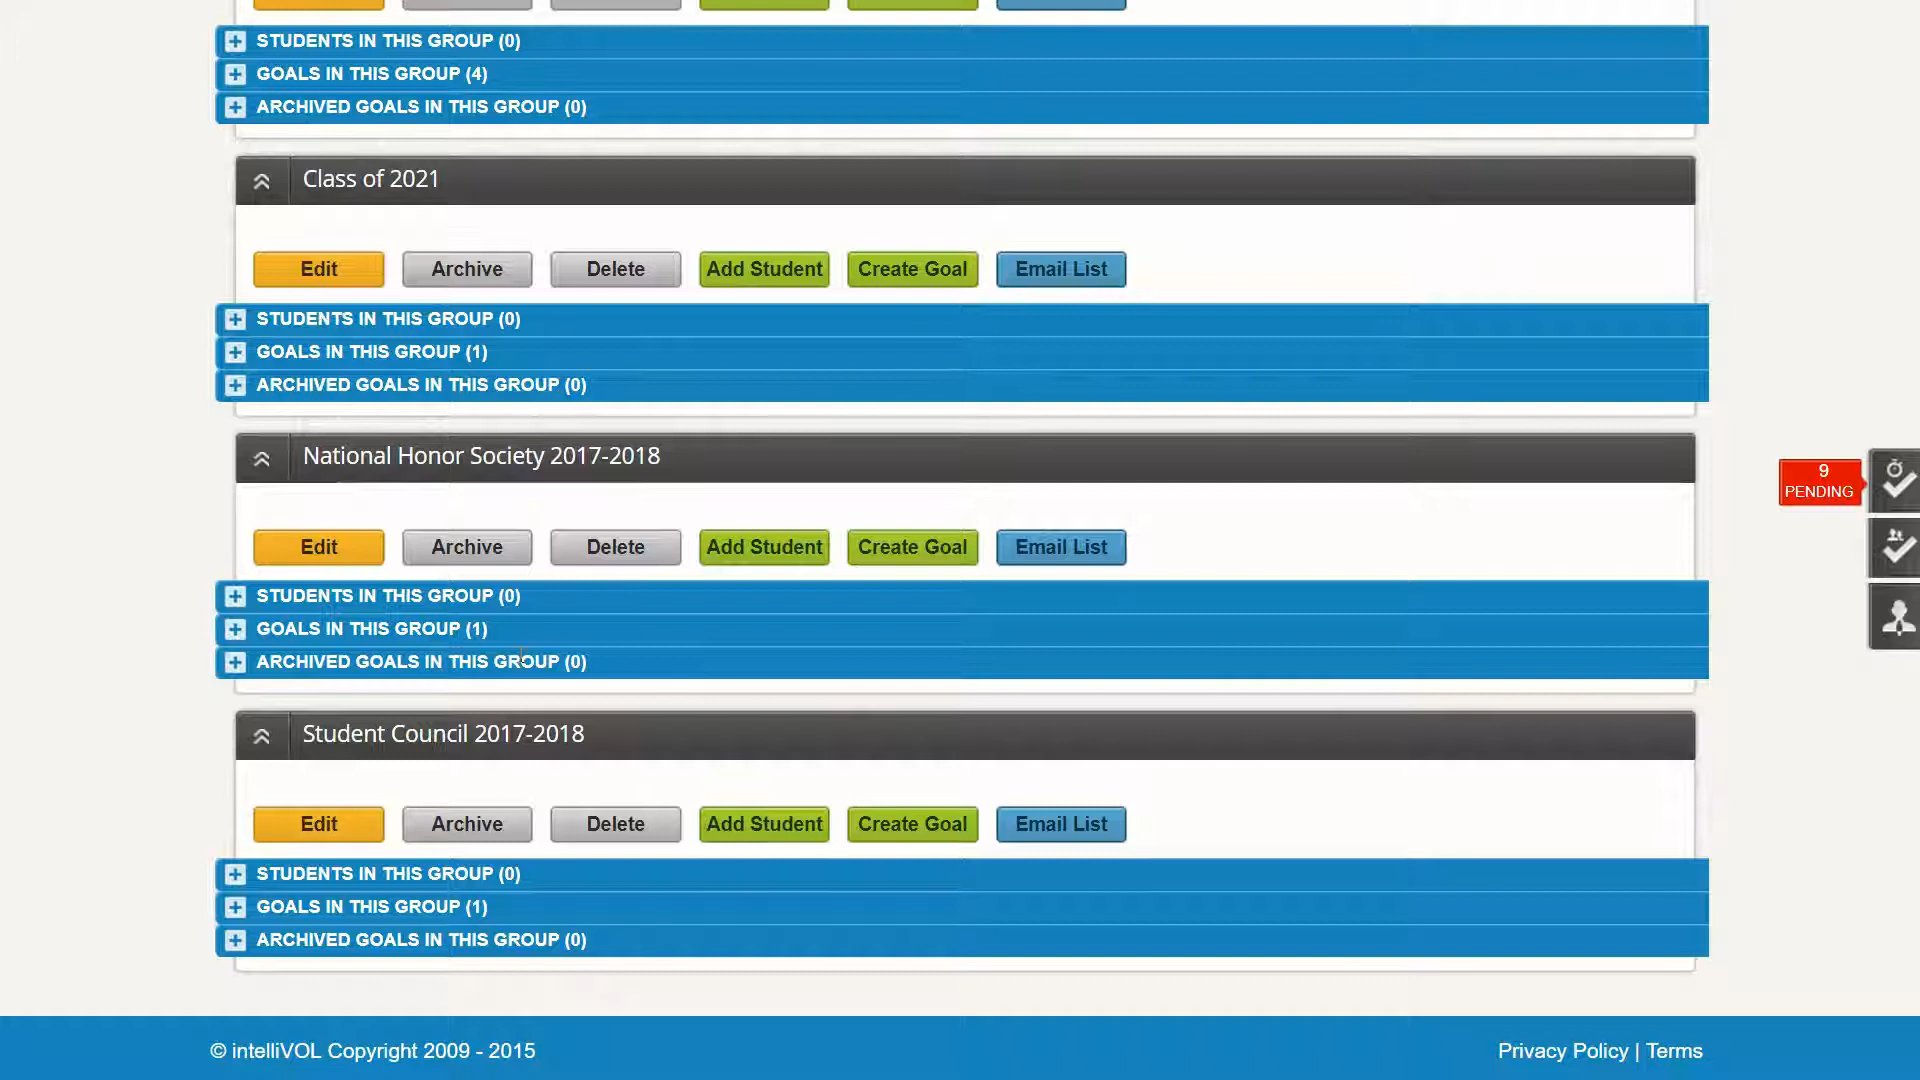 STUDENTS IN THIS GROUP (0)
GOALS IN THIS GROUP (4)
ARCHIVED GOALS IN THIS GROUP (0)
Class of 2021
Edit Archive Delete Add Student Create Goal Email List
STUDENTS IN THIS GROUP (0)
GOALS IN THIS GROUP (1)
ARCHIVED GOALS IN THIS GROUP (0)
National Honor Society 2017-2018
9
PENDING
Edit Archive Delete Add Student Create Goal Email List
STUDENTS IN THIS GROUP (0)
GOALS IN THIS GROUP (1)
ARCHIVED GOALS IN THIS GROUP (0)
Student Council 2017-2018
Edit Archive Delete Add Student Create Goal Email List
STUDENTS IN THIS GROUP (0)
GOALS IN THIS GROUP (1)
ARCHIVED GOALS IN THIS GROUP (0)
© intelliVOL Copyright 2009 - 2015 Privacy Policy | Terms